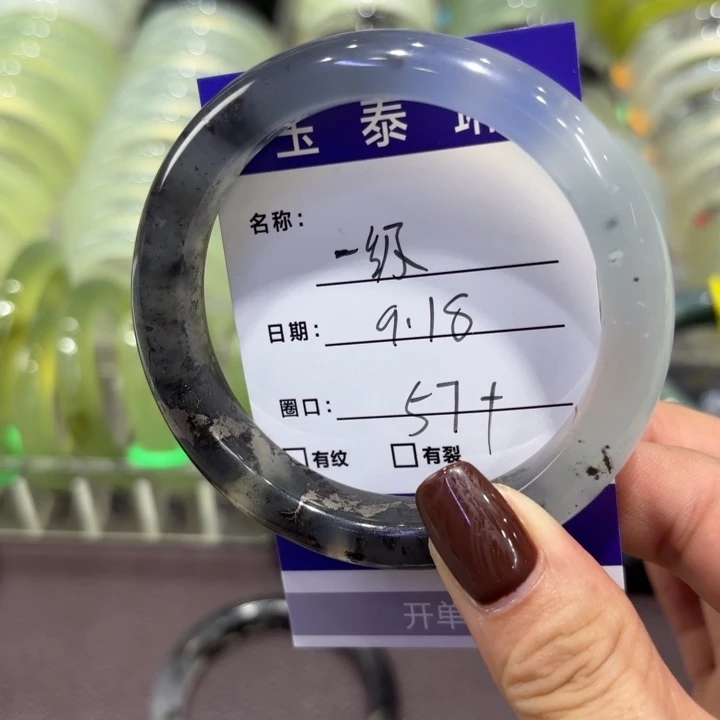 玉泰
名称：一级
日期：9.18
圈口：57+
□有纹 □有裂
开单